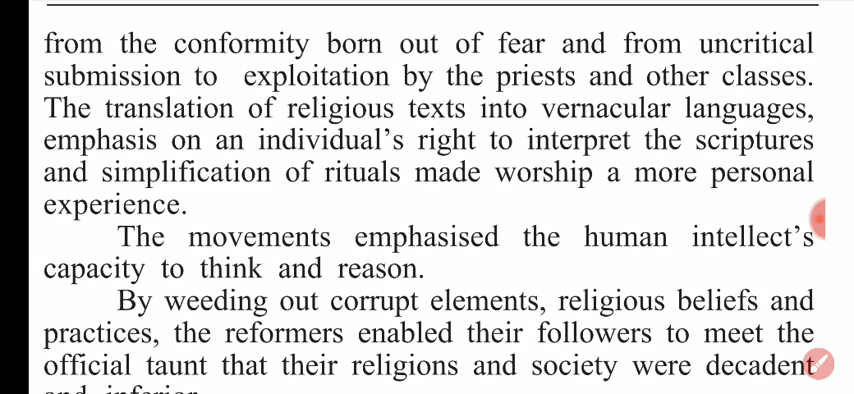 from the conformity born out of fear and from uncritical
submission to exploitation by the priests and other classes.
The translation of religious texts into vernacular languages,
emphasis on an individual's right to interpret the scriptures
and simplification of rituals made worship a more personal
experience.
The movements emphasised the human intellect's
capacity to think and reason.
By weeding out corrupt elements, religious beliefs and
practices, the reformers enabled their followers to meet the
official taunt that their religions and society were decadent
and inferior